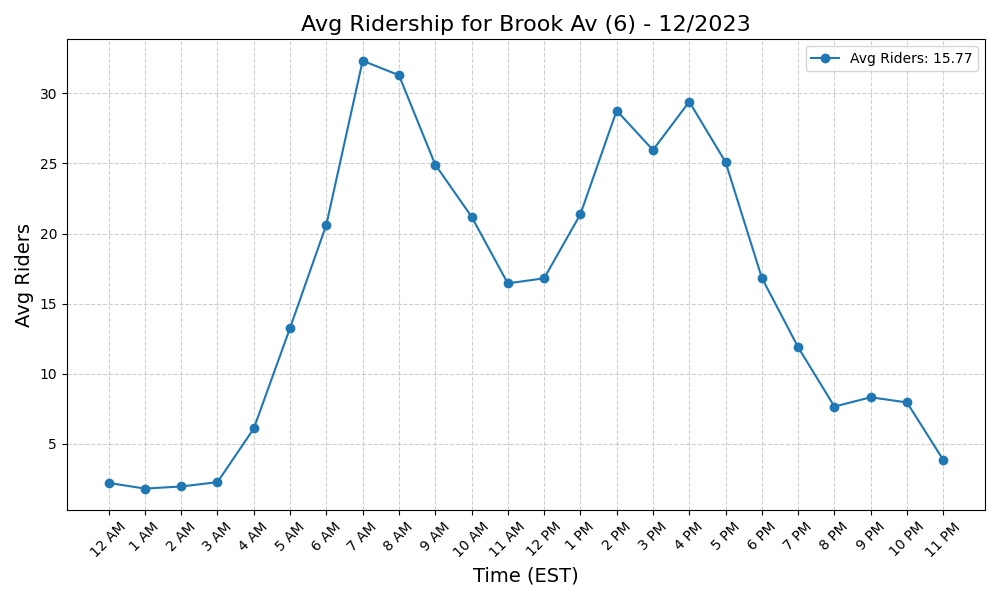 Avg Ridership for Brook Av (6) - 12/2023
Avg Riders: 15.77
Avg Riders
30
25
20
15
10
5
12 AM
1 AM
2 AM
3 AM
4 AM
5 AM
6 AM
7 AM
8 AM
9 AM
10 AM
11 AM
12 PM
1 PM
2 PM
3 PM
4 PM
5 PM
6 PM
7 PM
8 PM
9 PM
10 PM
11 PM
Time (EST)